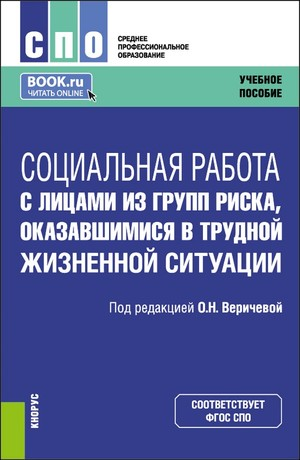 СПО
СРЕДНЕЕ
ПРОФЕССИОНАЛЬНОЕ
ОБРАЗОВАНИЕ
BOOK.ru
ЧИТАТЬ ONLINE
УЧЕБНОЕ
ПОСОБИЕ
СОЦИАЛЬНАЯ РАБОТА
С ЛИЦАМИ ИЗ ГРУПП РИСКА,
ОКАЗАВШИМИСЯ В ТРУДНОЙ
ЖИЗНЕННОЙ СИТУАЦИИ
Под редакцией О.Н. Веричевой
СООТВЕТСТВУЕТ
ФГОС СПО
КНОРУС